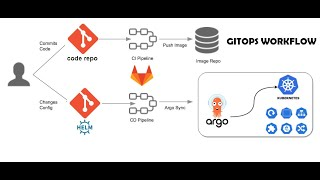 Commits
Code
code repo
CI Pipeline
Push Image
Image Repo
GITOPS WORKFLOW
Changes
Config
HELM
CD Pipeline
Argo Sync
argo
KUBERNETES